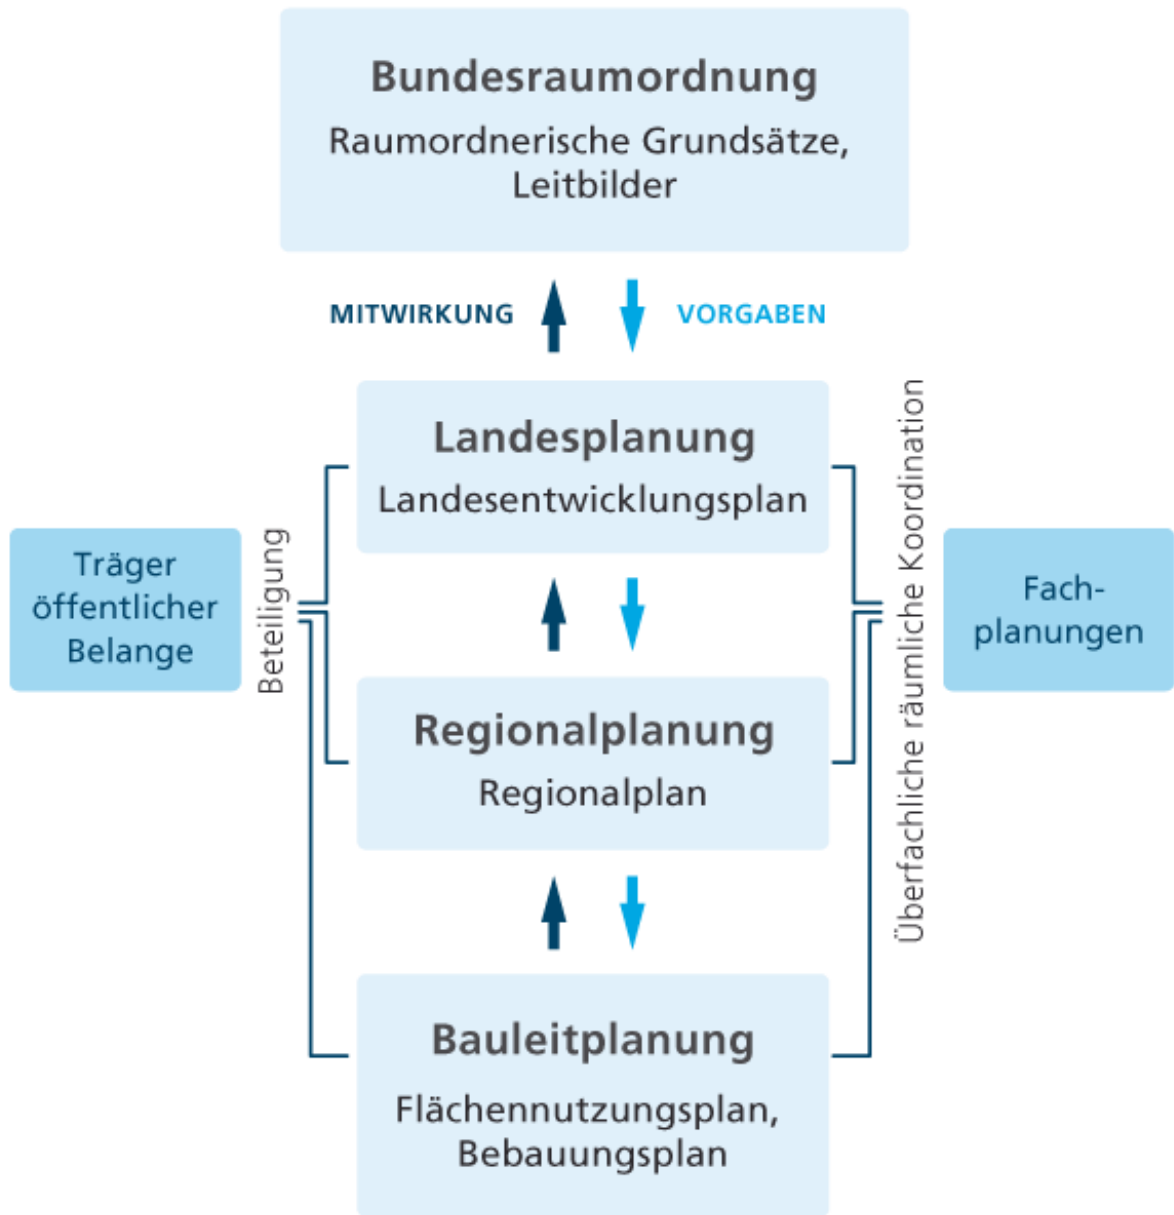 Bundesraumordnung
Raumordnerische Grundsätze,
Leitbilder
MITWIRKUNG
VORGABEN
Landesplanung
Landesentwicklungsplan
Träger
öffentlicher
Belange
Beteiligung
Überfachliche räumliche Koordination
Fach-
planungen
Regionalplanung
Regionalplan
Bauleitplanung
Flächennutzungsplan,
Bebauungsplan